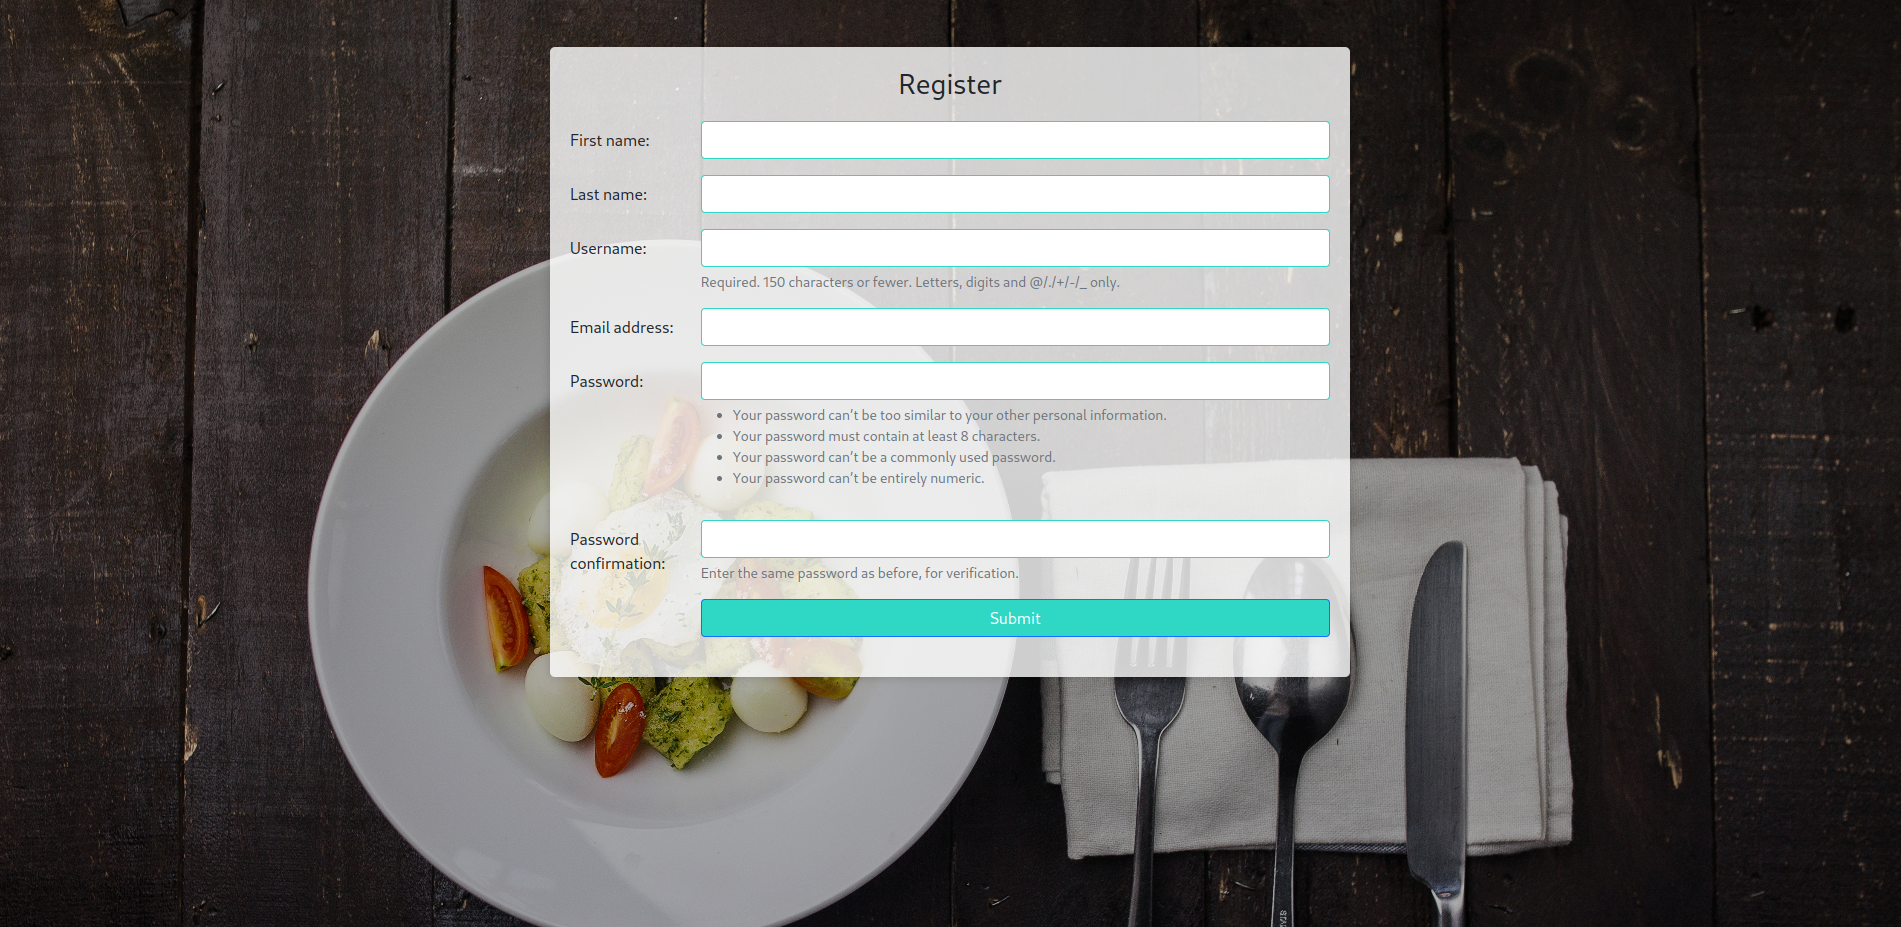 Register
First name:
Last name:
Username:
Required. 150 characters or fewer. Letters, digits and @/./+/-/_ only.
Email address:
Password:
Your password can't be too similar to your other personal information.
Your password must contain at least 8 characters.
Your password can't be a commonly used password.
Your password can't be entirely numeric.
Password
confirmation:
Enter the same password as before, for verification.
Submit